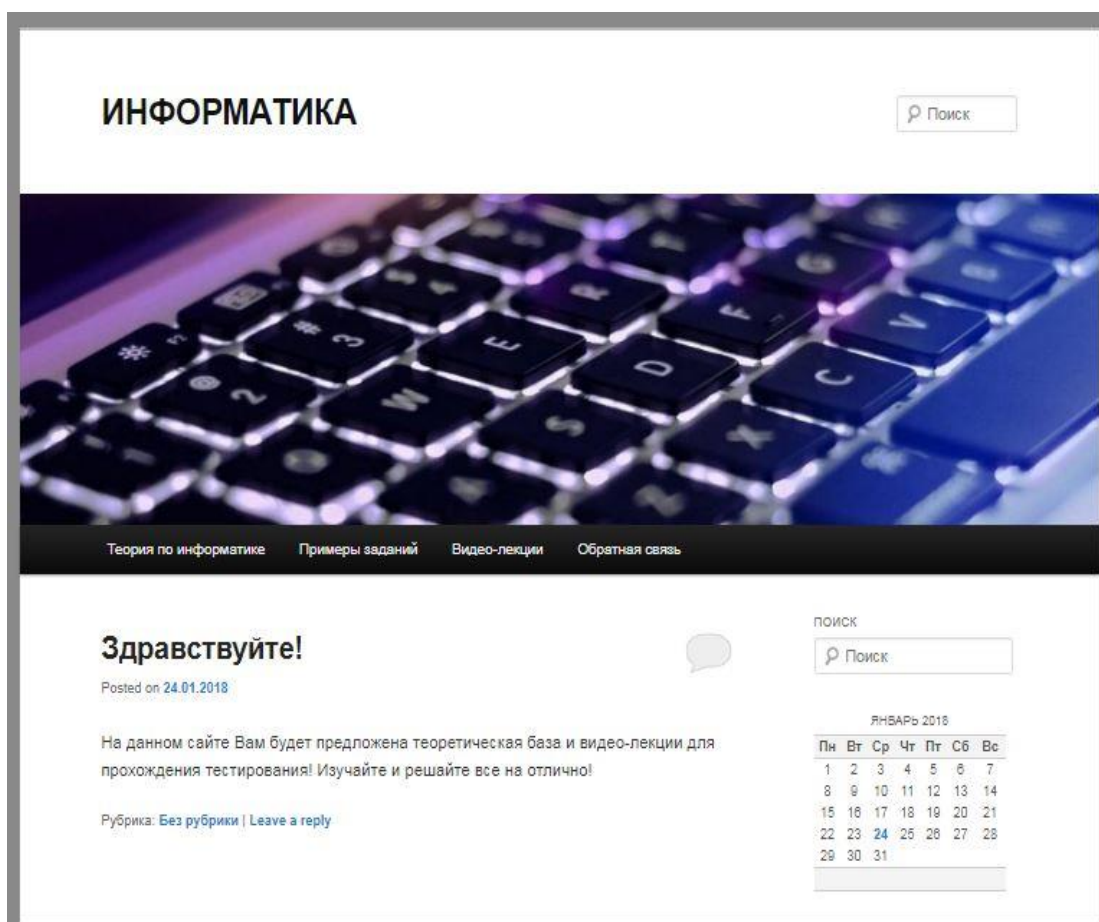 ИНФОРМАТИКА
Поиск
Теория по информатике Примеры заданий Видео-лекции Обратная связь
Здравствуйте!
Posted on 24.01.2018
На данном сайте Вам будет предложена теоретическая база и видео-лекции для
прохождения тестирования! Изучайте и решайте все на отлично!
Рубрика: Без рубрики | Leave a reply
ПОИСК
Поиск
ЯНВАРЬ 2018
Пн Вт Ср Чт Пт Сб Вс
1 2 3 4 5 6 7
8 9 10 11 12 13 14
15 16 17 18 19 20 21
22 23 24 25 26 27 28
29 30 31